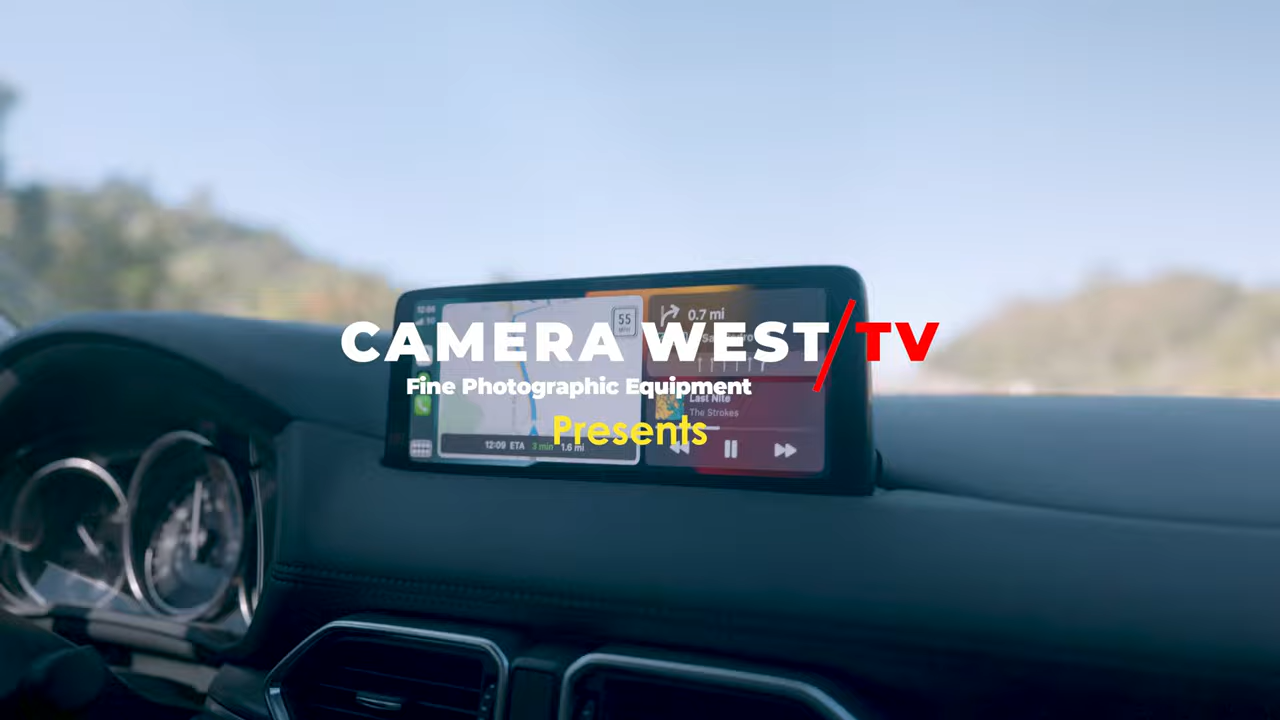 CAMERA WEST/TV
Fine Photographic Equipment
Presents
55
0.7 mi
Last Nite
The Strokes
12:09 ETA 3 min 1.6 mi